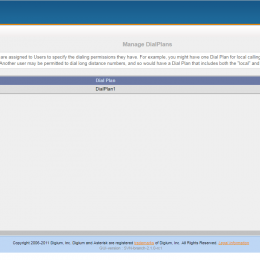 Manage DialPlans
are assigned to Users to specify the dialing permissions they have. For example, you might have one Dial Plan for local calling
Another user may be permitted to dial long distance numbers, and so would have a Dial Plan that includes both the "local" and
Dial Plan
DialPlan1
Copyright 2006-2011 Digium, Inc. Digium and Asterisk are registered trademarks of Digium, Inc. All Rights Reserved.